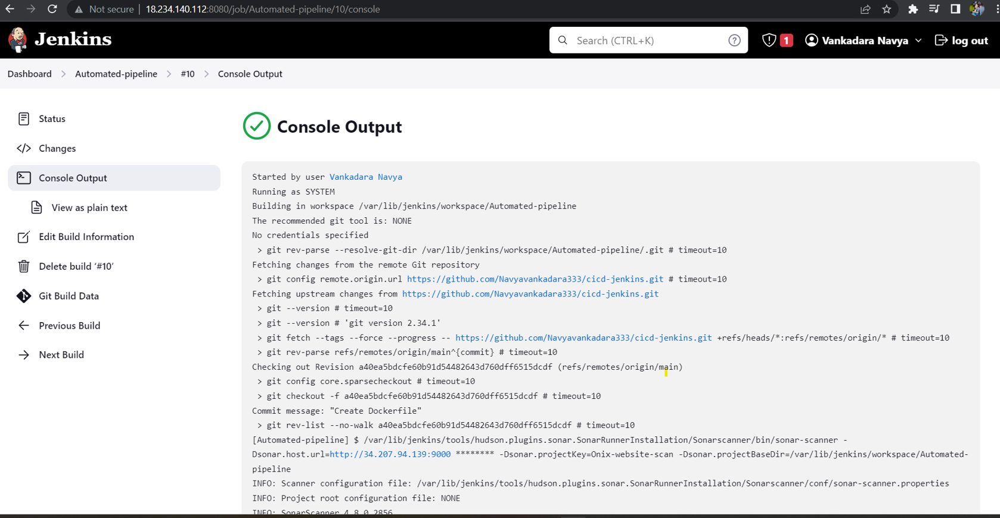 Not secure | 18.234.140.112:8080/job/Automated-pipeline/10/console
Jenkins
Search (CTRL+K)
?
1
Vankadara Navya
log out
Dashboard > Automated-pipeline > #10 > Console Output
Status
Changes
Console Output
View as plain text
Edit Build Information
Delete build ‘#10’
Git Build Data
Previous Build
Next Build
Console Output
Started by user Vankadara Navya
Running as SYSTEM
Building in workspace /var/lib/jenkins/workspace/Automated-pipeline
The recommended git tool is: NONE
No credentials specified
> git rev-parse --resolve-git-dir /var/lib/jenkins/workspace/Automated-pipeline/.git # timeout=10
Fetching changes from the remote Git repository
> git config remote.origin.url https://github.com/Navyavankadara333/cicd-jenkins.git # timeout=10
Fetching upstream changes from https://github.com/Navyavankadara333/cicd-jenkins.git
> git --version # timeout=10
> git --version # 'git version 2.34.1'
> git fetch --tags --force --progress -- https://github.com/Navyavankadara333/cicd-jenkins.git +refs/heads/*:refs/remotes/origin/* # timeout=10
> git rev-parse refs/remotes/origin/main^{commit} # timeout=10
Checking out Revision a40ea5bdcfe60b91d54482643d760dff6515dcdf (refs/remotes/origin/main)
> git config core.sparsecheckout # timeout=10
> git checkout -f a40ea5bdcfe60b91d54482643d760dff6515dcdf # timeout=10
Commit message: "Create Dockerfile"
> git rev-list --no-walk a40ea5bdcfe60b91d54482643d760dff6515dcdf # timeout=10
[Automated-pipeline] $ /var/lib/jenkins/tools/hudson.plugins.sonar.SonarRunnerInstallation/Sonarscanner/bin/sonar-scanner -
Dsonar.host.url=http://34.207.94.139:9000 ******** -Dsonar.projectKey=Onix-website-scan -Dsonar.projectBaseDir=/var/lib/jenkins/workspace/Automated-
pipeline
INFO: Scanner configuration file: /var/lib/jenkins/tools/hudson.plugins.sonar.SonarRunnerInstallation/Sonarscanner/conf/sonar-scanner.properties
INFO: Project root configuration file: NONE
INFO: SonarScanner 4.8.0.2856